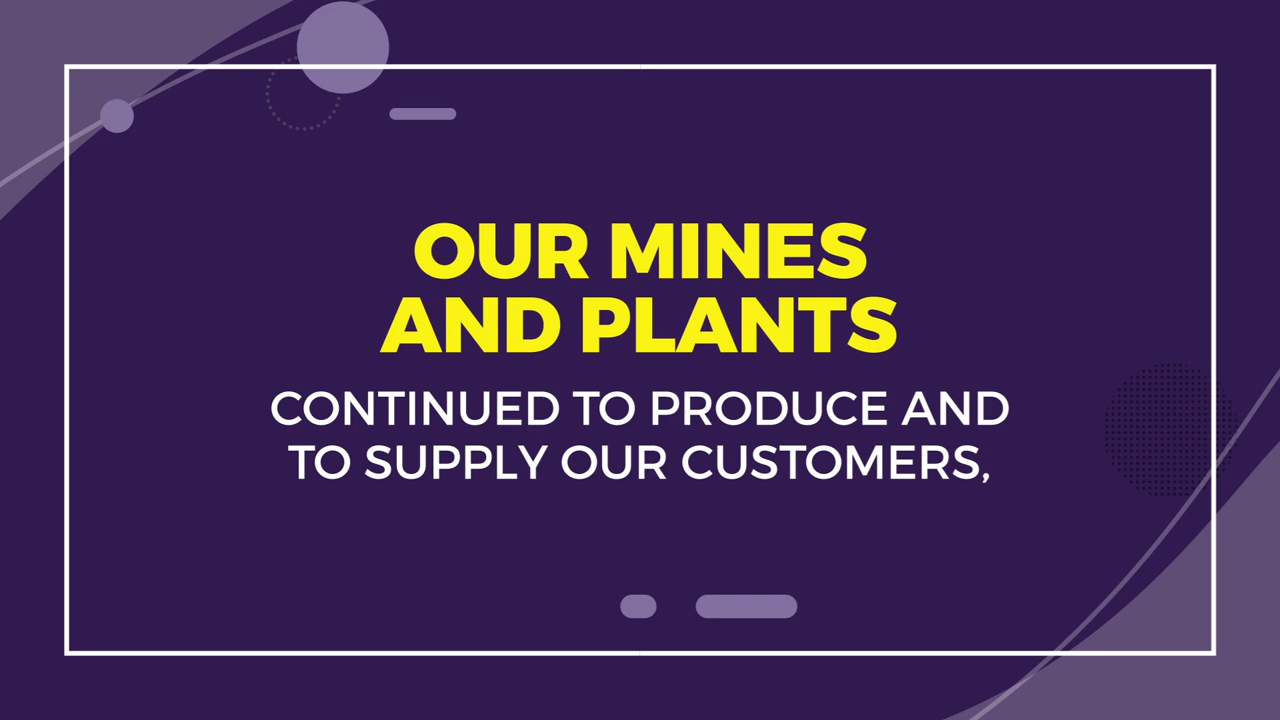 OUR MINES
AND PLANTS
CONTINUED TO PRODUCE AND
TO SUPPLY OUR CUSTOMERS,